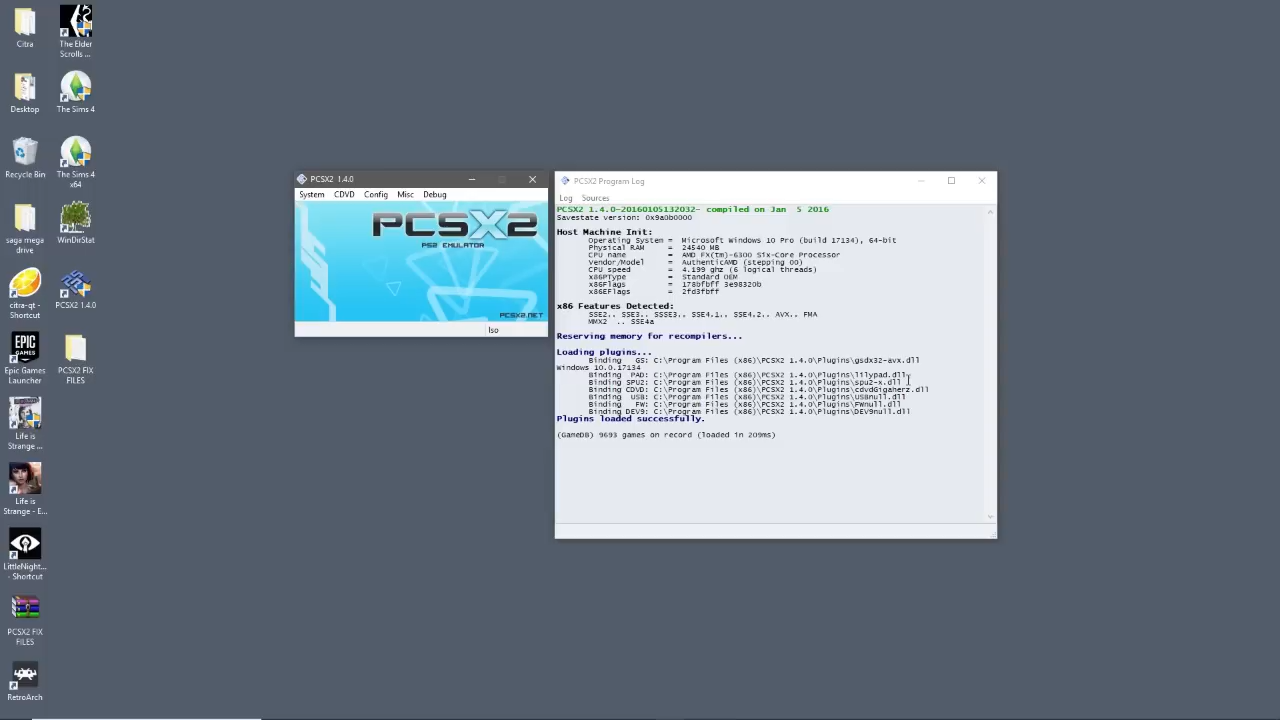 Citra
The Elder
Scrolls ...
Desktop
The Sims 4
Recycle Bin
The Sims 4
x64
saga mega
drive
WinDirStat
citra-qt -
Shortcut
PCSX2 1.4.0
Epic Games
Launcher
PCSX2 FIX
FILES
Life is
Strange ...
Life is
Strange - E...
LittleNight...
- Shortcut
PCSX2 FIX
FILES
RetroArch
PCSX2 1.4.0
System CDVD Config Misc Debug
PCSX2
PS2 EMULATOR
PCSX2.NET
Iso
PCSX2 Program Log
Log Sources
PCSX2 1.4.0-20160105132032- compiled on Jan 5 2016
Savestate version: 0x9a0b0000
Host Machine Init:
Operating System = Microsoft Windows 10 Pro (build 17134), 64-bit
Physical RAM = 24540 MB
CPU name = AMD FX(tm)-6300 Six-Core Processor
Vendor/Model = AuthenticAMD (stepping 00)
CPU speed = 4.199 ghz (6 logical threads)
x86PType = Standard OEM
x86Flags = 178bfbff 3e98320b
x86EFlags = 2fd3fbff
x86 Features Detected:
SSE2.. SSE3.. SSSE3.. SSE4.1.. SSE4.2.. AVX.. FMA
MMX2 .. SSE4a
Reserving memory for recompilers...
Loading plugins...
Binding GS: C:\Program Files (x86)\PCSX2 1.4.0\Plugins\gsdx32-avx.dll
Windows 10.0.17134
Binding PAD: C:\Program Files (x86)\PCSX2 1.4.0\Plugins\lilypad.dll
Binding SPU2: C:\Program Files (x86)\PCSX2 1.4.0\Plugins\spu2-x.dll
Binding CDVD: C:\Program Files (x86)\PCSX2 1.4.0\Plugins\cdvdGigaherz.dll
Binding USB: C:\Program Files (x86)\PCSX2 1.4.0\Plugins\USBnull.dll
Binding FW: C:\Program Files (x86)\PCSX2 1.4.0\Plugins\FWnull.dll
Binding DEV9: C:\Program Files (x86)\PCSX2 1.4.0\Plugins\DEV9null.dll
Plugins loaded successfully.
(GameDB) 9693 games on record (loaded in 209ms)